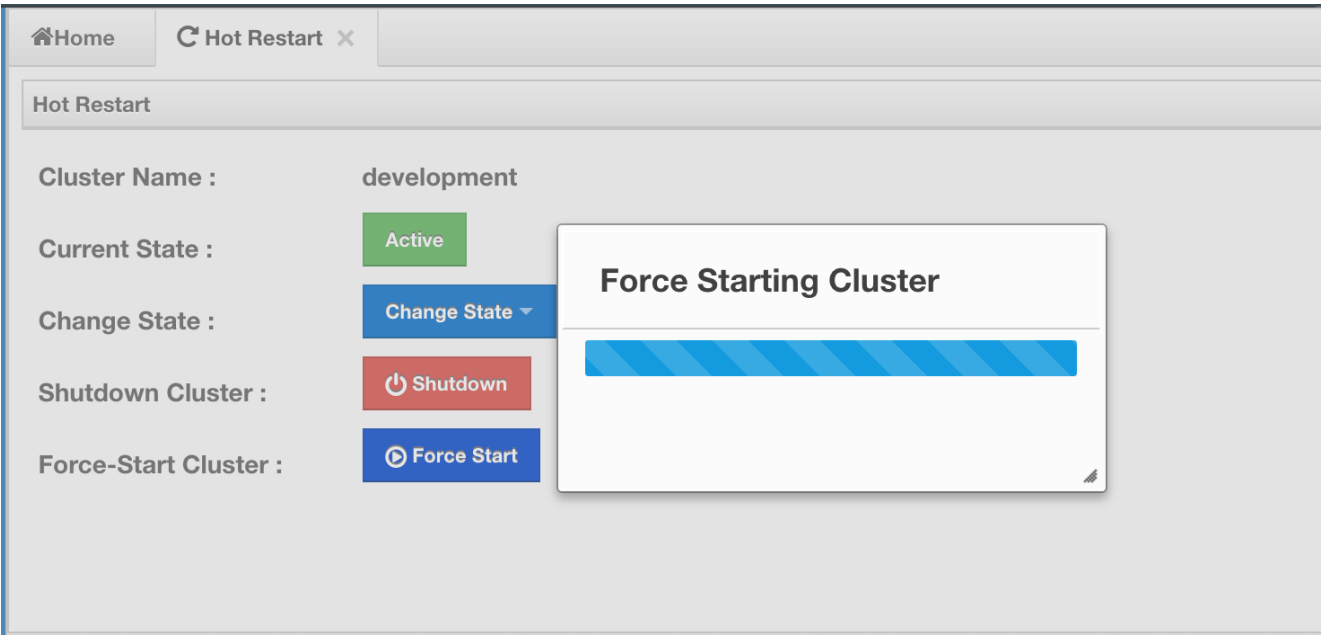 Home
Hot Restart
Hot Restart
Cluster Name : development
Current State : Active
Change State : Change State
Shutdown Cluster : Shutdown
Force-Start Cluster : Force Start
Force Starting Cluster